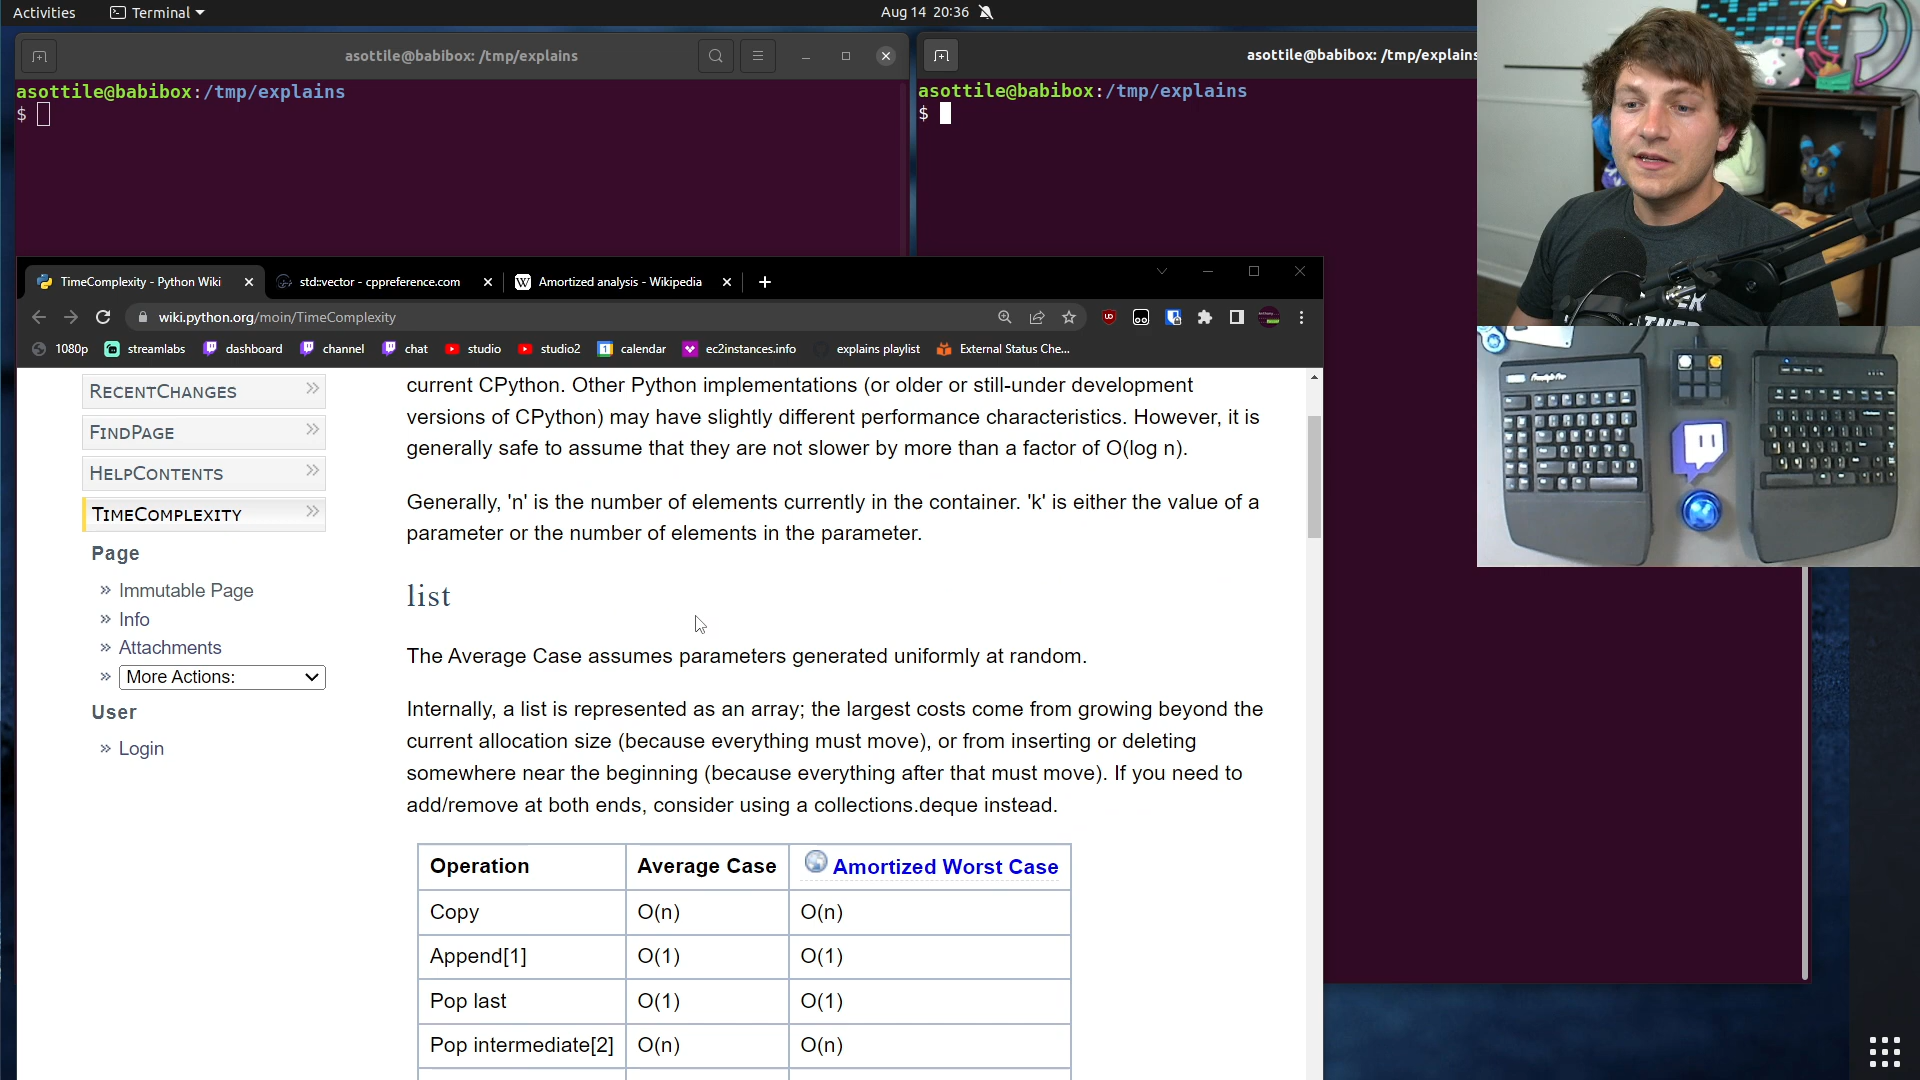 Activities
Terminal
Aug 14 20:36
asottile@babibox: /tmp/explains
asottile@babibox:/tmp/explains
$
asottile@babibox: /tmp/explains
asottile@babibox:/tmp/explains
$
TimeComplexity - Python Wiki
std::vector - cppreference.com
Amortized analysis - Wikipedia
wiki.python.org/moin/TimeComplexity
1080p
streamlabs
dashboard
channel
chat
studio
studio2
calendar
ec2instances.info
explains playlist
External Status Che...
RECENTCHANGES
FINDPAGE
HELPCONTENTS
TIMECOMPLEXITY
Page
» Immutable Page
» Info
» Attachments
» More Actions:
User
» Login
current CPython. Other Python implementations (or older or still-under development
versions of CPython) may have slightly different performance characteristics. However, it is
generally safe to assume that they are not slower by more than a factor of O(log n).
Generally, 'n' is the number of elements currently in the container. 'k' is either the value of a
parameter or the number of elements in the parameter.
list
The Average Case assumes parameters generated uniformly at random.
Internally, a list is represented as an array; the largest costs come from growing beyond the
current allocation size (because everything must move), or from inserting or deleting
somewhere near the beginning (because everything after that must move). If you need to
add/remove at both ends, consider using a collections.deque instead.
Operation Average Case Amortized Worst Case
Copy O(n) O(n)
Append[1] O(1) O(1)
Pop last O(1) O(1)
Pop intermediate[2] O(n) O(n)